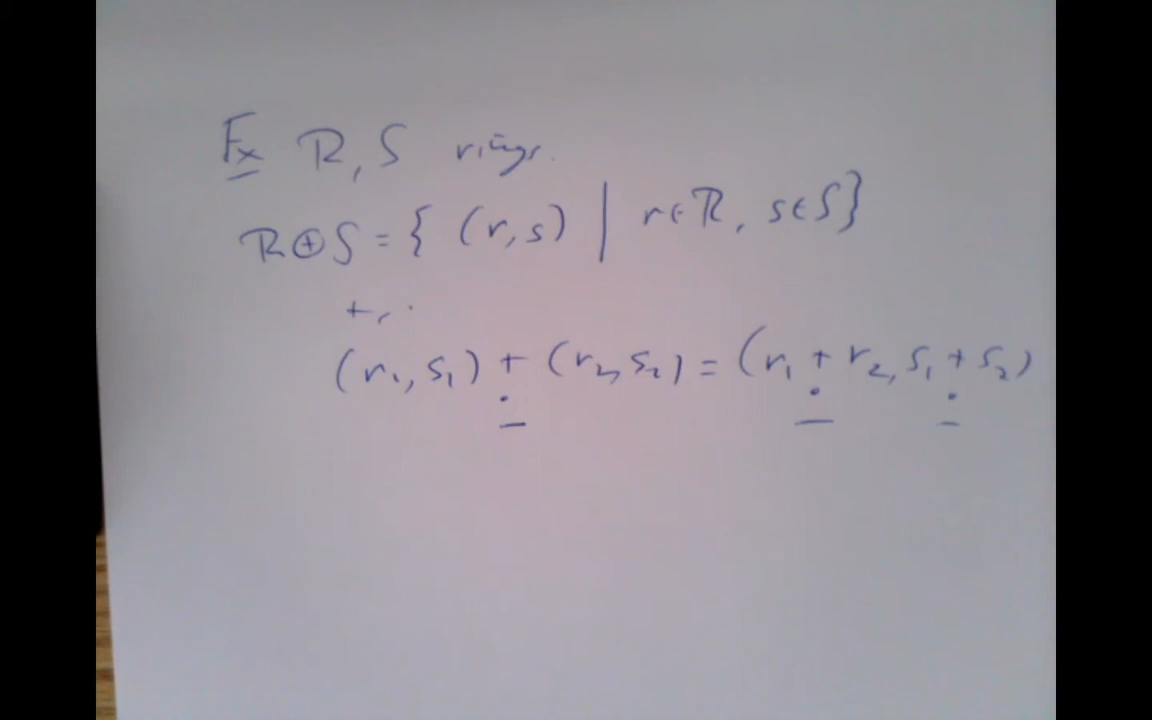 Ex R, S rings.
R⊕S = { (r, s) | r∈R, s∈S }
+, ·
(r₁, s₁) + (r₂, s₂) = (r₁ + r₂, s₁ + s₂)
· · ·